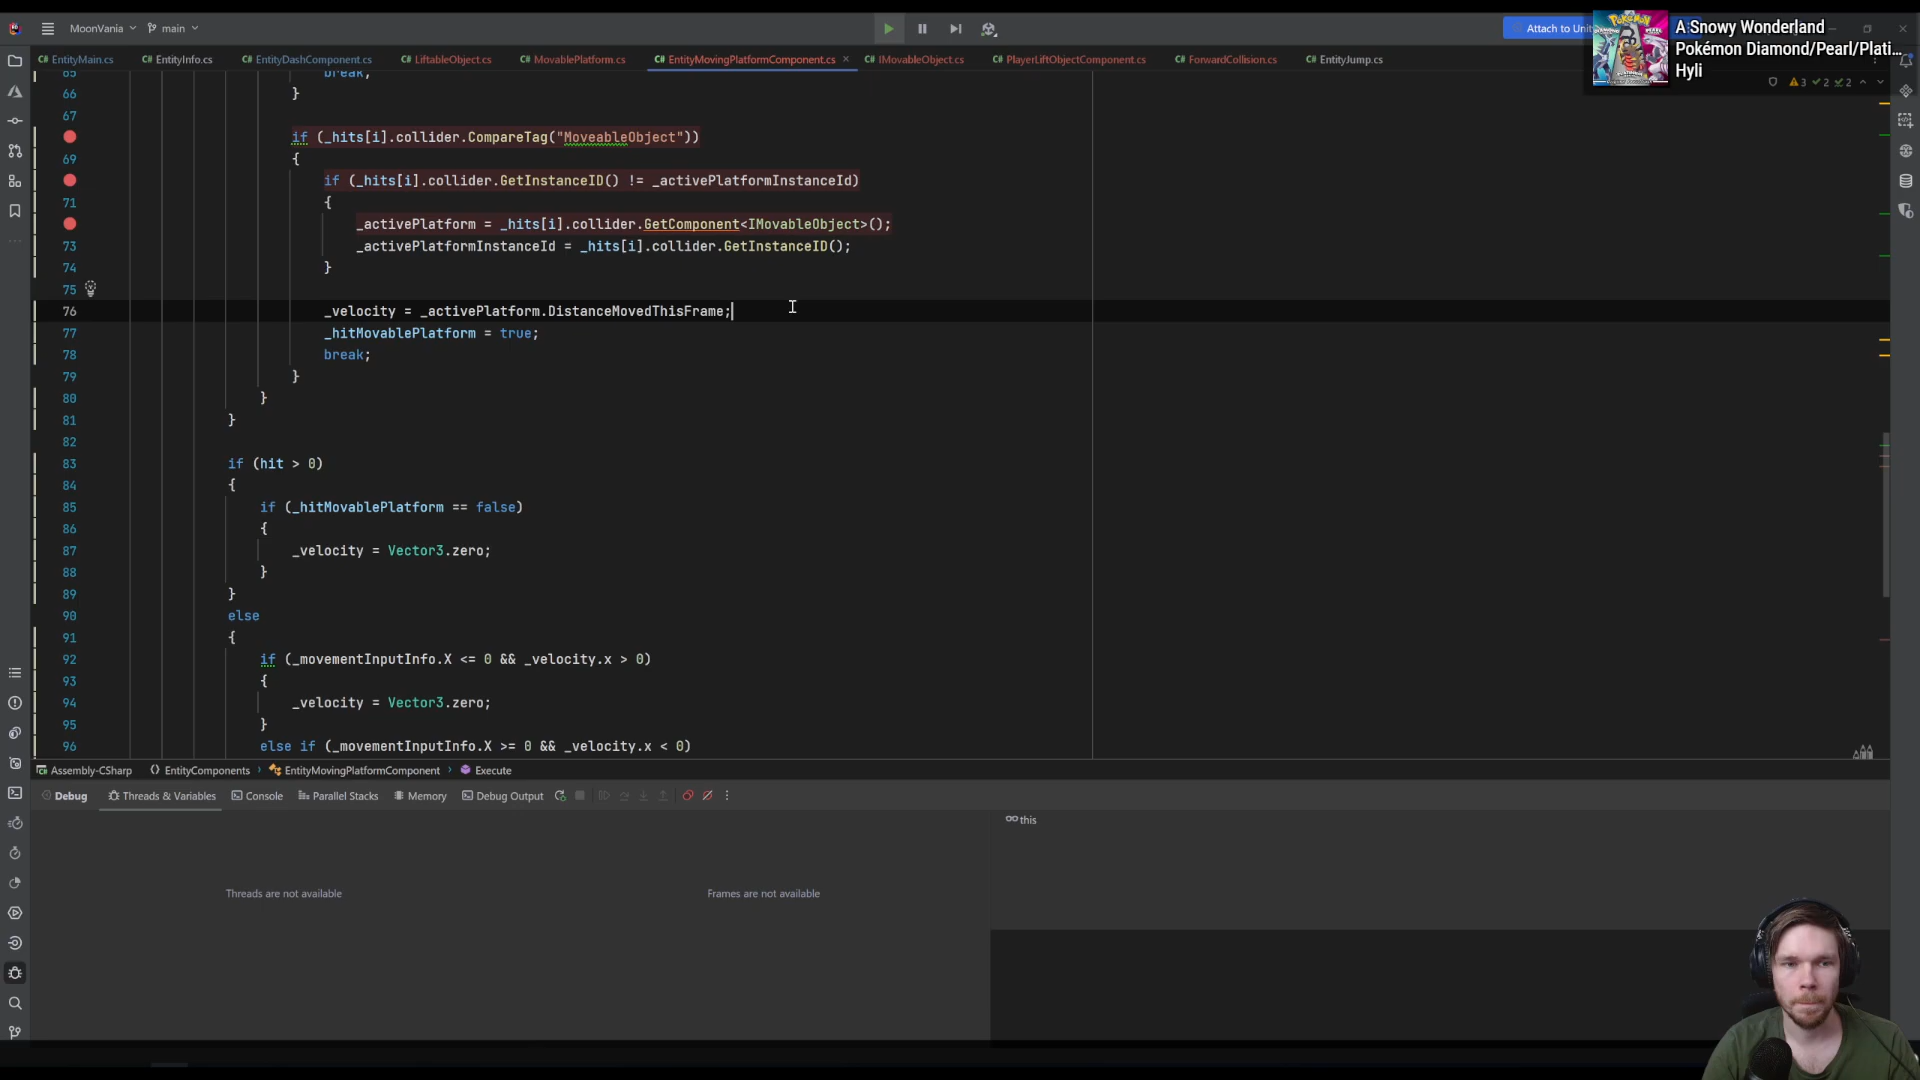 MoonVania
main
Attach to Unit
A Snowy Wonderland
Pokémon Diamond/Pearl/Plati...
Hyli
EntityMain.cs
EntityInfo.cs
EntityDashComponent.cs
LiftableObject.cs
MovablePlatform.cs
EntityMovingPlatformComponent.cs
IMovableObject.cs
PlayerLiftObjectComponent.cs
ForwardCollision.cs
EntityJump.cs
3 2 2
65 break;
66 }
67
if (_hits[i].collider.CompareTag("MoveableObject"))
69 {
if (_hits[i].collider.GetInstanceID() != _activePlatformInstanceId)
71 {
_activePlatform = _hits[i].collider.GetComponent<IMovableObject>();
73 _activePlatformInstanceId = _hits[i].collider.GetInstanceID();
74 }
75
76 _velocity = _activePlatform.DistanceMovedThisFrame;
77 _hitMovablePlatform = true;
78 break;
79 }
80 }
81 }
82
83 if (hit > 0)
84 {
85 if (_hitMovablePlatform == false)
86 {
87 _velocity = Vector3.zero;
88 }
89 }
90 else
91 {
92 if (_movementInputInfo.X <= 0 && _velocity.x > 0)
93 {
94 _velocity = Vector3.zero;
95 }
96 else if (_movementInputInfo.X >= 0 && _velocity.x < 0)
Assembly-CSharp
EntityComponents
EntityMovingPlatformComponent
Execute
Debug
Threads & Variables
Console
Parallel Stacks
Memory
Debug Output
this
Threads are not available
Frames are not available